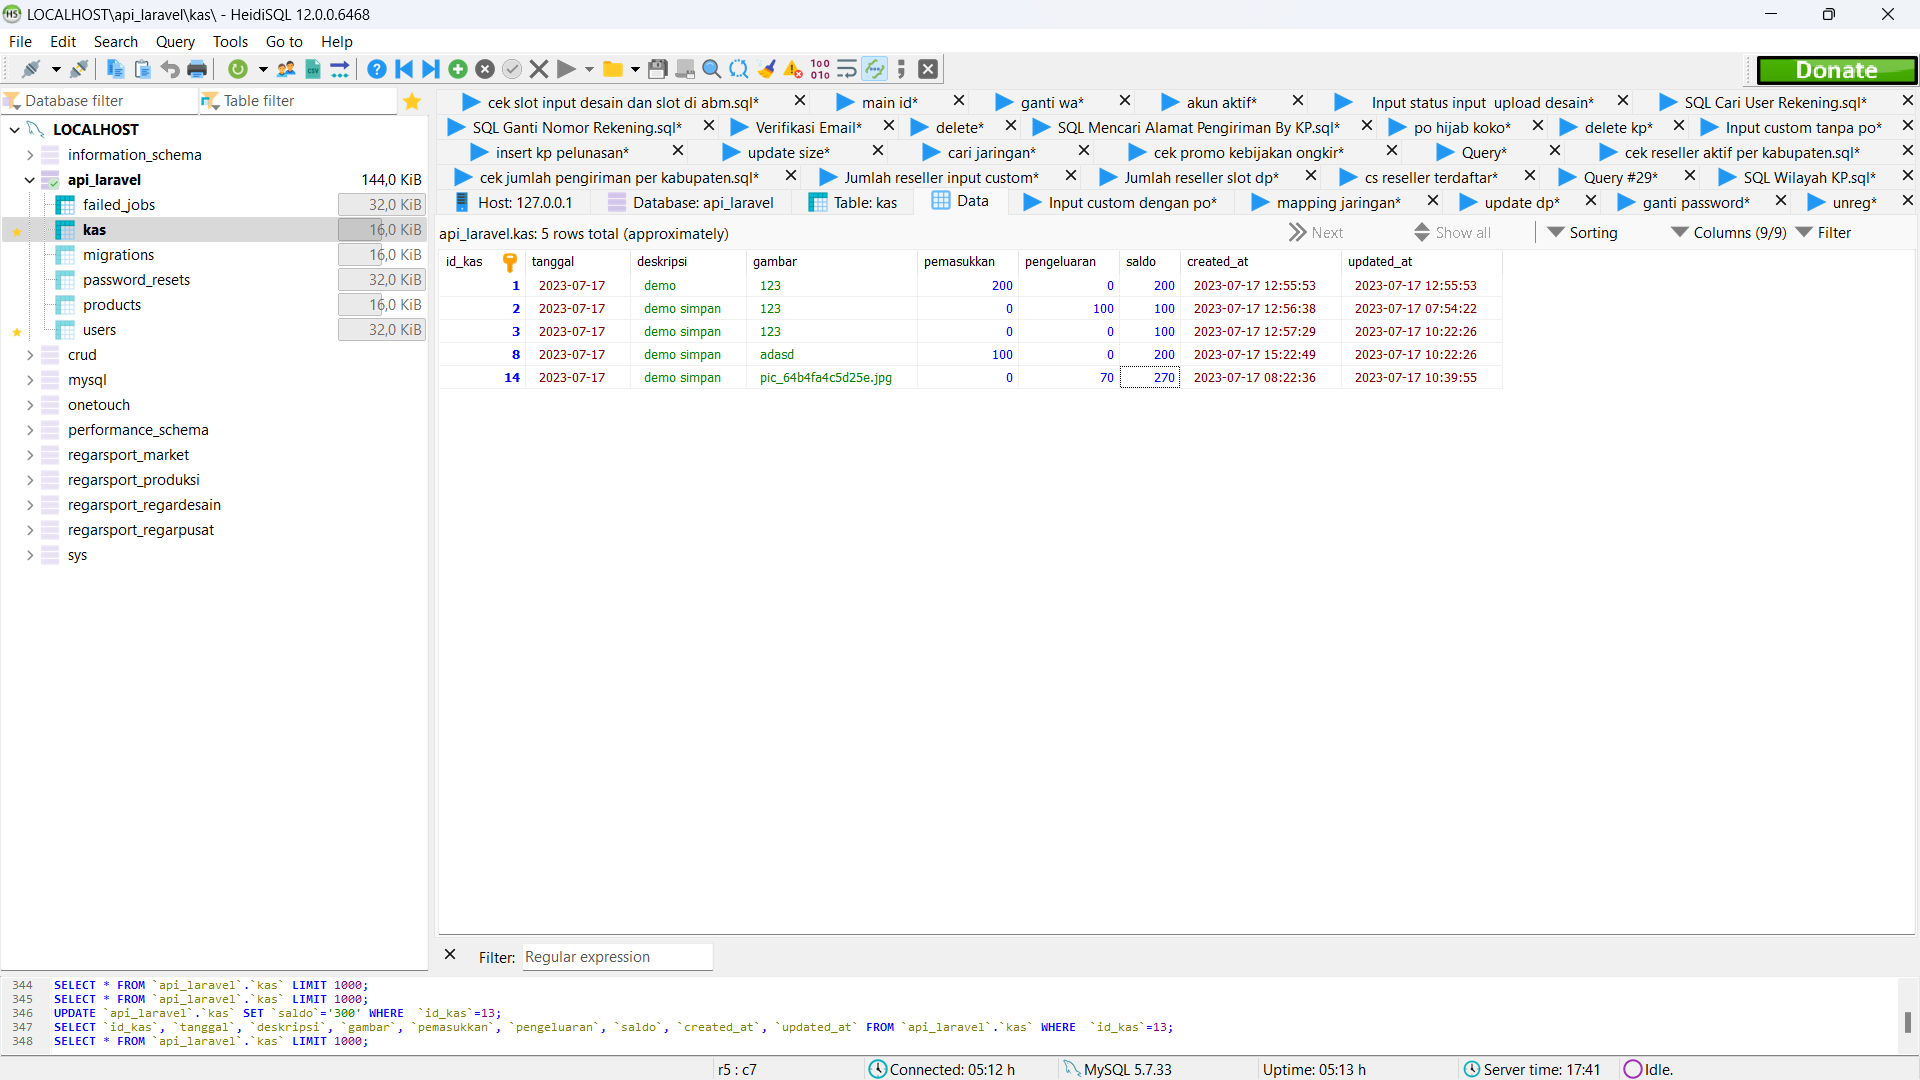 LOCALHOST\api_laravel\kas\ - HeidiSQL 12.0.0.6468
File Edit Search Query Tools Go to Help
Donate
Database filter Table filter
LOCALHOST
information_schema
api_laravel 144,0 KiB
failed_jobs 32,0 KiB
kas 16,0 KiB
migrations 16,0 KiB
password_resets 32,0 KiB
products 16,0 KiB
users 32,0 KiB
crud
mysql
onetouch
performance_schema
regarsport_market
regarsport_produksi
regarsport_regardesain
regarsport_regarpusat
sys
cek slot input desain dan slot di abm.sql* main id* ganti wa* akun aktif* Input status input upload desain* SQL Cari User Rekening.sql*
SQL Ganti Nomor Rekening.sql* Verifikasi Email* delete* SQL Mencari Alamat Pengiriman By KP.sql* po hijab koko* delete kp* Input custom tanpa po*
insert kp pelunasan* update size* cari jaringan* cek promo kebijakan ongkir* Query* cek reseller aktif per kabupaten.sql*
cek jumlah pengiriman per kabupaten.sql* Jumlah reseller input custom* Jumlah reseller slot dp* cs reseller terdaftar* Query #29* SQL Wilayah KP.sql*
Host: 127.0.0.1 Database: api_laravel Table: kas Data Input custom dengan po* mapping jaringan* update dp* ganti password* unreg*
api_laravel.kas: 5 rows total (approximately) Next Show all Sorting Columns (9/9) Filter
id_kas tanggal deskripsi gambar pemasukkan pengeluaran saldo created_at updated_at
1 2023-07-17 demo 123 200 0 200 2023-07-17 12:55:53 2023-07-17 12:55:53
2 2023-07-17 demo simpan 123 0 100 100 2023-07-17 12:56:38 2023-07-17 07:54:22
3 2023-07-17 demo simpan 123 0 0 100 2023-07-17 12:57:29 2023-07-17 10:22:26
8 2023-07-17 demo simpan adasd 100 0 200 2023-07-17 15:22:49 2023-07-17 10:22:26
14 2023-07-17 demo simpan pic_64b4fa4c5d25e.jpg 0 70 270 2023-07-17 08:22:36 2023-07-17 10:39:55
Filter: Regular expression
344 SELECT * FROM `api_laravel`.`kas` LIMIT 1000;
345 SELECT * FROM `api_laravel`.`kas` LIMIT 1000;
346 UPDATE `api_laravel`.`kas` SET `saldo`='300' WHERE `id_kas`=13;
347 SELECT `id_kas`, `tanggal`, `deskripsi`, `gambar`, `pemasukkan`, `pengeluaran`, `saldo`, `created_at`, `updated_at` FROM `api_laravel`.`kas` WHERE `id_kas`=13;
348 SELECT * FROM `api_laravel`.`kas` LIMIT 1000;
r5 : c7 Connected: 05:12 h MySQL 5.7.33 Uptime: 05:13 h Server time: 17:41 Idle.